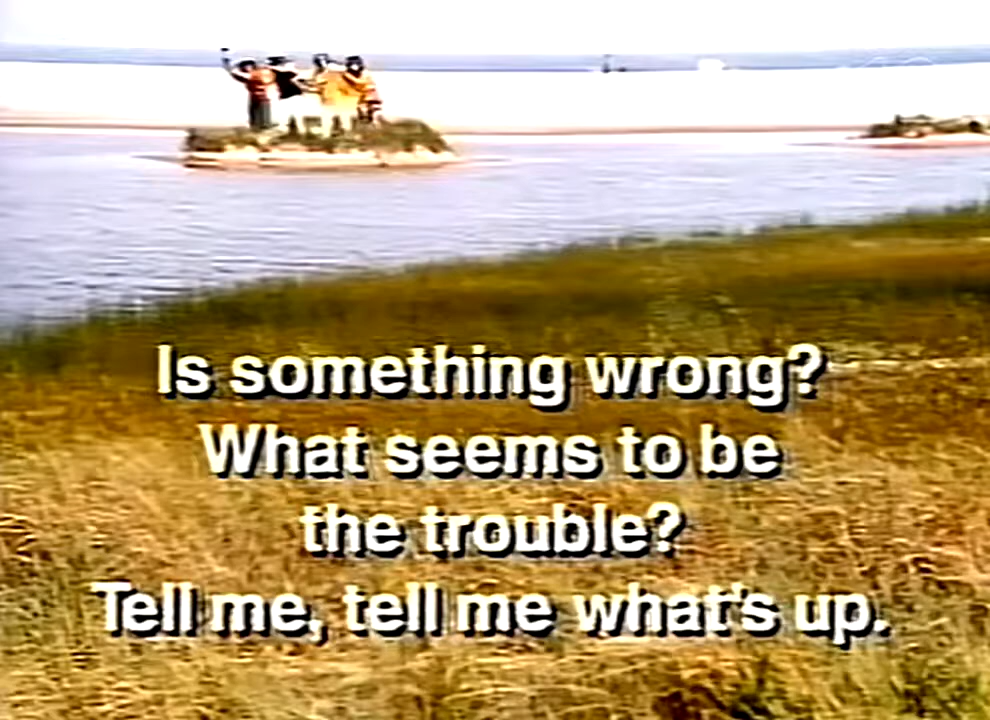 Is something wrong?
What seems to be
the trouble?
Tell me, tell me what's up.